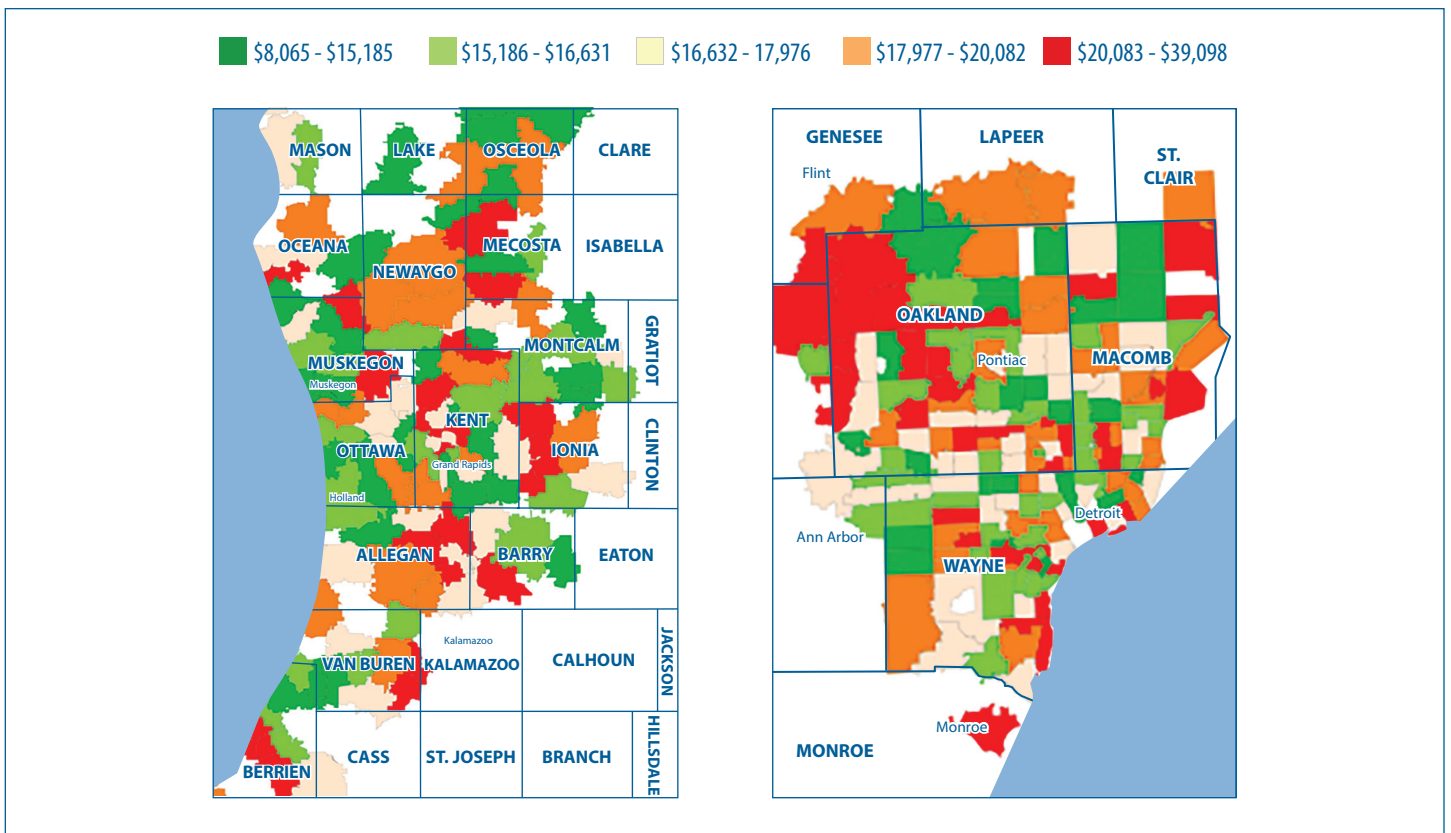 $8,065 - $15,185
$15,186 - $16,631
$16,632 - 17,976
$17,977 - $20,082
$20,083 - $39,098
MASON
LAKE
OSCEOLA
CLARE
OCEANA
NEWAYGO
MECOSTA
ISABELLA
MUSKEGON
Muskegon
MONTCALM
GRATIOT
KENT
OTTAWA
Grand Rapids
IONIA
CLINTON
Holland
ALLEGAN
BARRY
EATON
Kalamazoo
VAN BUREN
KALAMAZOO
CALHOUN
JACKSON
BERRIEN
CASS
ST. JOSEPH
BRANCH
HILLSDALE
GENESEE
LAPEER
ST.
CLAIR
Flint
OAKLAND
Pontiac
MACOMB
Detroit
Ann Arbor
WAYNE
Monroe
MONROE